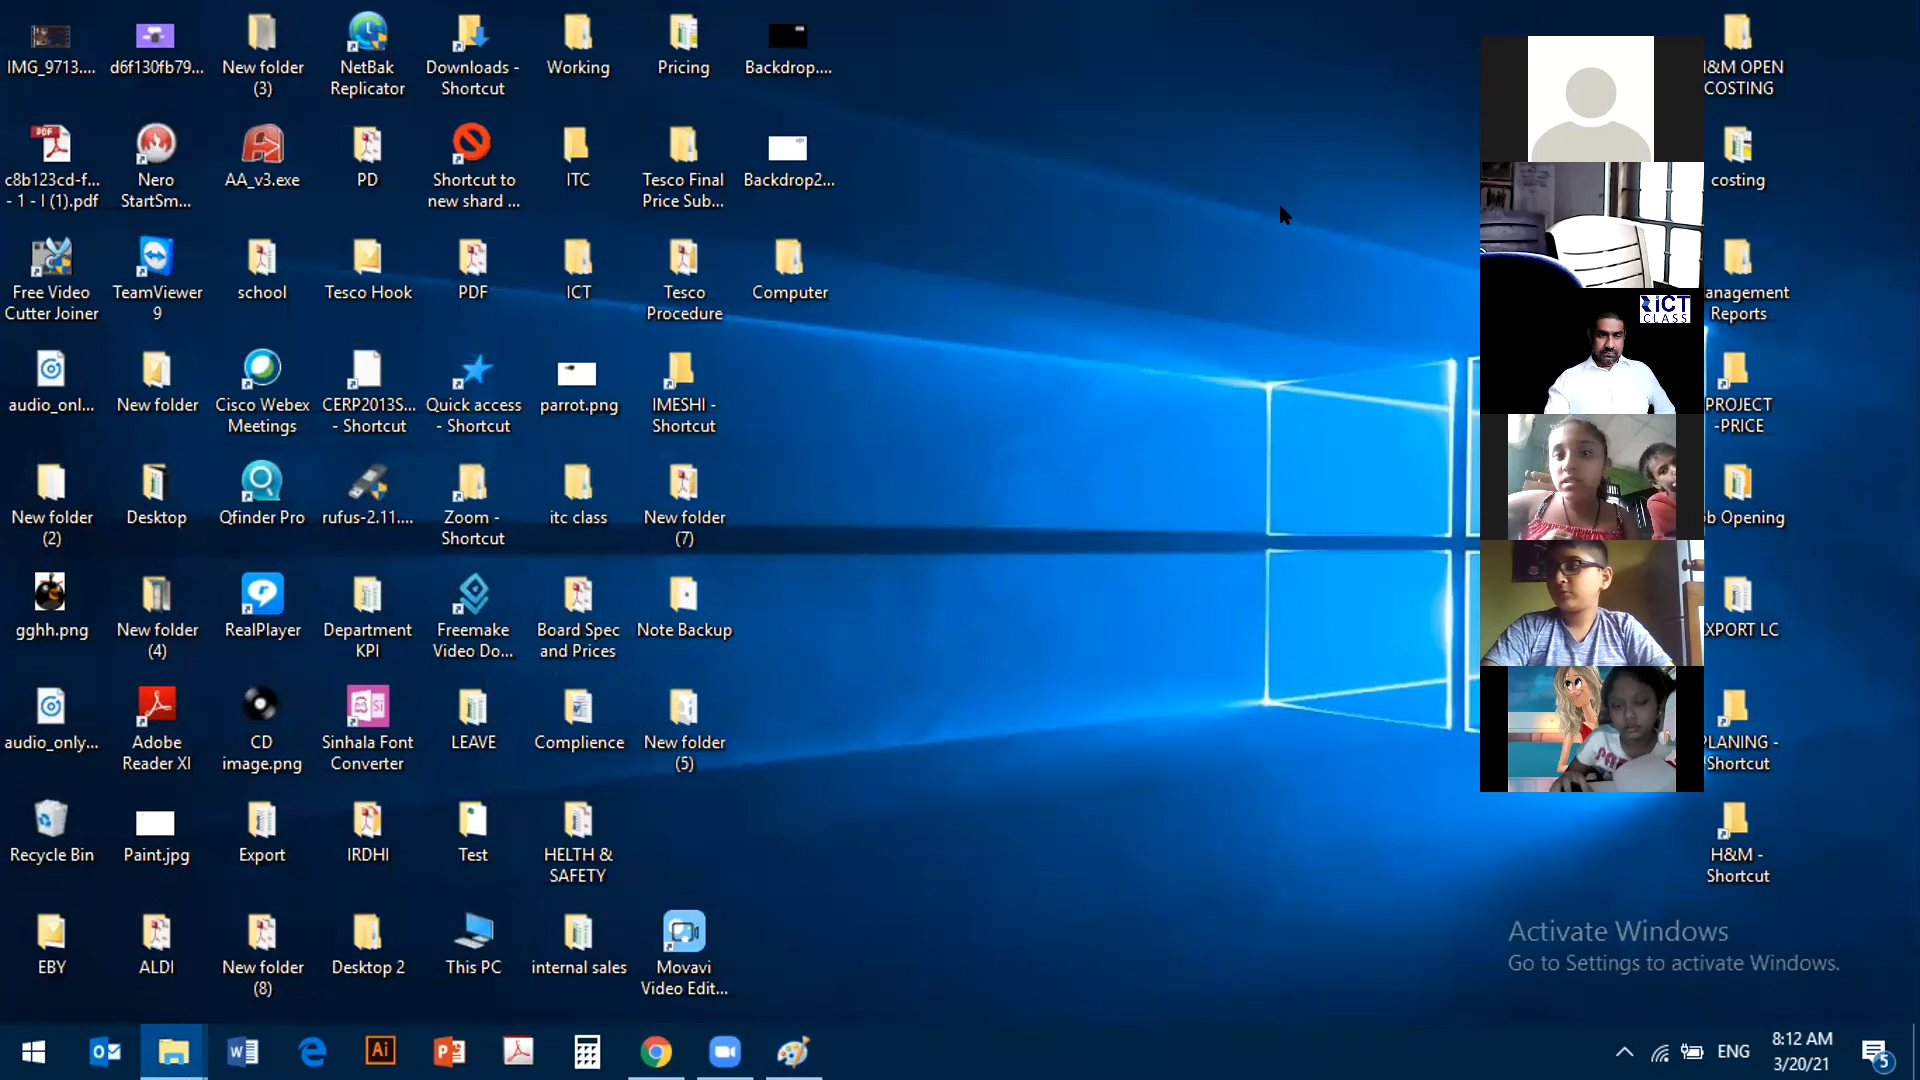 IMG_9713....
d6f130fb79...
New folder
(3)
NetBak
Replicator
Downloads -
Shortcut
Working
Pricing
Backdrop....
H&M OPEN
COSTING
PDF
c8b123cd-f...
- 1 - I (1).pdf
Nero
StartSm...
AA_v3.exe
PD
Shortcut to
new shard ...
ITC
Tesco Final
Price Sub...
Backdrop2...
costing
Free Video
Cutter Joiner
TeamViewer
9
school
Tesco Hook
PDF
ICT
Tesco
Procedure
Computer
anagement
Reports
RiCT
CLASS
audio_onl...
New folder
Cisco Webex
Meetings
CERP2013S...
- Shortcut
Quick access
- Shortcut
parrot.png
IMESHI -
Shortcut
PROJECT
-PRICE
New folder
(2)
Desktop
Qfinder Pro
rufus-2.11....
Zoom -
Shortcut
itc class
New folder
(7)
b Opening
gghh.png
New folder
(4)
RealPlayer
Department
KPI
Freemake
Video Do...
Board Spec
and Prices
Note Backup
XPORT LC
audio_only...
Adobe
Reader XI
CD
image.png
Si
Sinhala Font
Converter
LEAVE
Complience
New folder
(5)
PLANING -
Shortcut
Recycle Bin
Paint.jpg
Export
IRDHI
Test
HELTH &
SAFETY
H&M -
Shortcut
EBY
ALDI
New folder
(8)
Desktop 2
This PC
internal sales
Movavi
Video Edit...
Activate Windows
Go to Settings to activate Windows.
Ai
ENG
8:12 AM
3/20/21
5